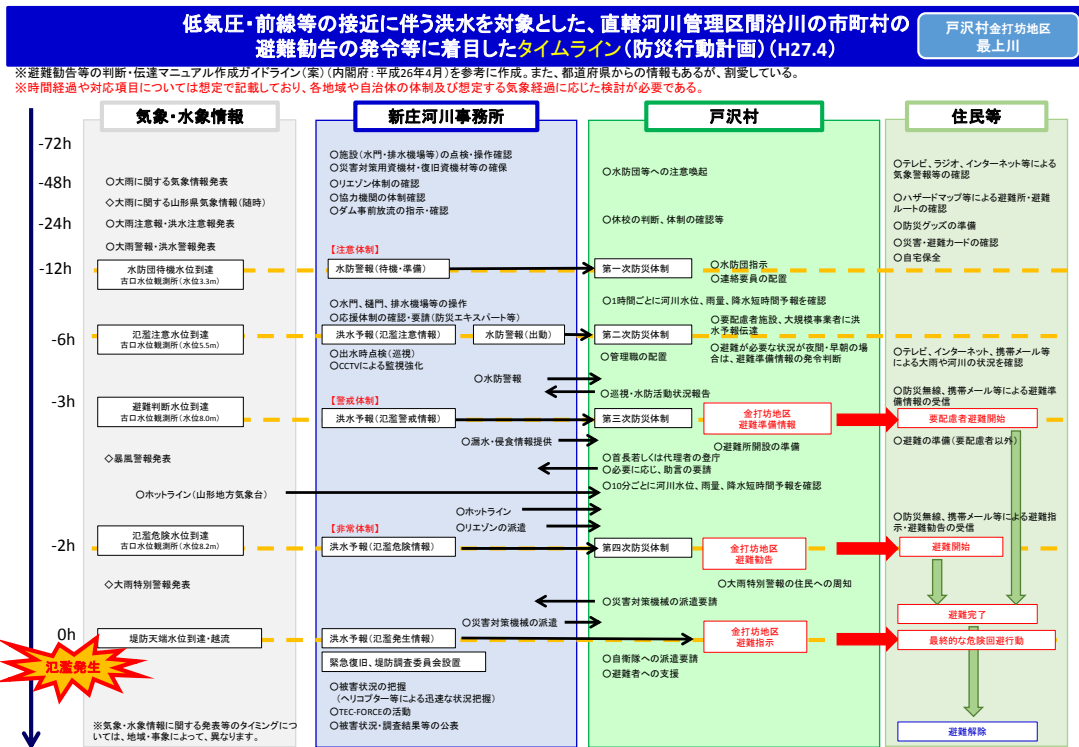 低気圧・前線等の接近に伴う洪水を対象とした、直轄河川管理区間沿川の市町村の
避難勧告の発令等に着目したタイムライン(防災行動計画)(H27.4)
戸沢村金打坊地区
最上川
※避難勧告等の判断・伝達マニュアル作成ガイドライン(案)(内閣府:平成26年4月)を参考に作成。また、都道府県からの情報もあるが、割愛している。
※時間経過や対応項目については想定で記載しており、各地域や自治体の体制及び想定する気象経過に応じた検討が必要である。
-72h
-48h
-24h
-12h
-6h
-3h
-2h
0h
氾濫発生
気象・水象情報
○大雨に関する気象情報発表
◇大雨に関する山形県気象情報(随時)
○大雨注意報・洪水注意報発表
○大雨警報・洪水警報発表
水防団待機水位到達
古口水位観測所(水位3.3m)
氾濫注意水位到達
古口水位観測所(水位5.5m)
避難判断水位到達
古口水位観測所(水位8.0m)
◇暴風警報発表
○ホットライン(山形地方気象台)
氾濫危険水位到達
古口水位観測所(水位8.2m)
◇大雨特別警報発表
堤防天端水位到達・越流
※気象・水象情報に関する発表等のタイミングにつ
いては、地域・事象によって、異なります。
新庄河川事務所
○施設(水門・排水機場等)の点検・操作確認
○災害対策用資機材・復旧資機材等の確保
○リエゾン体制の確認
○協力機関の体制確認
○ダム事前放流の指示・確認
【注意体制】
水防警報(待機・準備)
○水門、樋門、排水機場等の操作
○応援体制の確認・要請(防災エキスパート等)
洪水予報(氾濫注意情報)
水防警報(出動)
○出水時点検(巡視)
○CCTVによる監視強化
○水防警報
【警戒体制】
洪水予報(氾濫警戒情報)
○漏水・侵食情報提供
○ホットライン
○リエゾンの派遣
【非常体制】
洪水予報(氾濫危険情報)
○災害対策機械の派遣
洪水予報(氾濫発生情報)
緊急復旧、堤防調査委員会設置
○被害状況の把握
(ヘリコプター等による迅速な状況把握)
○TEC-FORCEの活動
○被害状況・調査結果等の公表
戸沢村
○水防団等への注意喚起
○休校の判断、体制の確認等
第一次防災体制
○水防団指示
○連絡要員の配置
○1時間ごとに河川水位、雨量、降水短時間予報を確認
第二次防災体制
○要配慮者施設、大規模事業者に洪
水予報伝達
○管理職の配置
○避難が必要な状況が夜間・早朝の場
合は、避難準備情報の発令判断
○巡視・水防活動状況報告
第三次防災体制
金打坊地区
避難準備情報
○避難所開設の準備
○首長若しくは代理者の登庁
○必要に応じ、助言の要請
○10分ごとに河川水位、雨量、降水短時間予報を確認
第四次防災体制
金打坊地区
避難勧告
○大雨特別警報の住民への周知
○災害対策機械の派遣要請
金打坊地区
避難指示
○自衛隊への派遣要請
○避難者への支援
住民等
○テレビ、ラジオ、インターネット等による
気象警報等の確認
○ハザードマップ等による避難所・避難
ルートの確認
○防災グッズの準備
○災害・避難カードの確認
○自宅保全
○テレビ、インターネット、携帯メール等
による大雨や河川の状況を確認
○防災無線、携帯メール等による避難準
備情報の受信
要配慮者避難開始
○避難の準備(要配慮者以外)
○防災無線、携帯メール等による避難指
示・避難勧告の受信
避難開始
避難完了
最終的な危険回避行動
避難解除